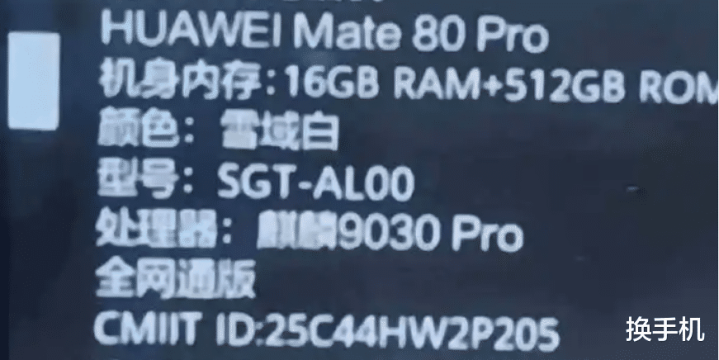 HUAWEI Mate 80 Pro
机身内存:16GB RAM+512GB ROM
颜色：雪域白
型号：SGT-AL00
处理器：麒麟9030 Pro
全网通版
CMIIT ID:25C44HW2P205
换手机